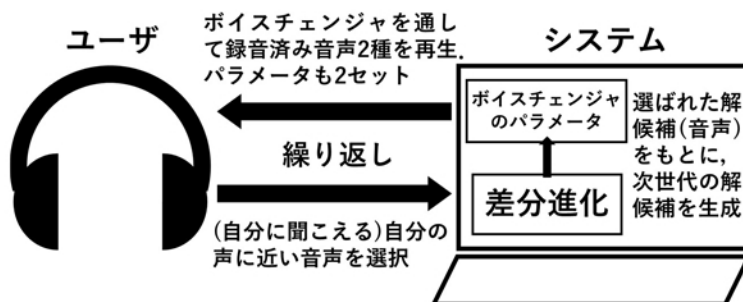 ユーザ
ボイスチェンジャを通し
て録音済み音声2種を再生.
パラメータも2セット
システム
ボイスチェンジャ
のパラメータ
選ばれた解
候補(音声)
をもとに,
次世代の解
候補を生成
繰り返し
差分進化
(自分に聞こえる)自分の
声に近い音声を選択